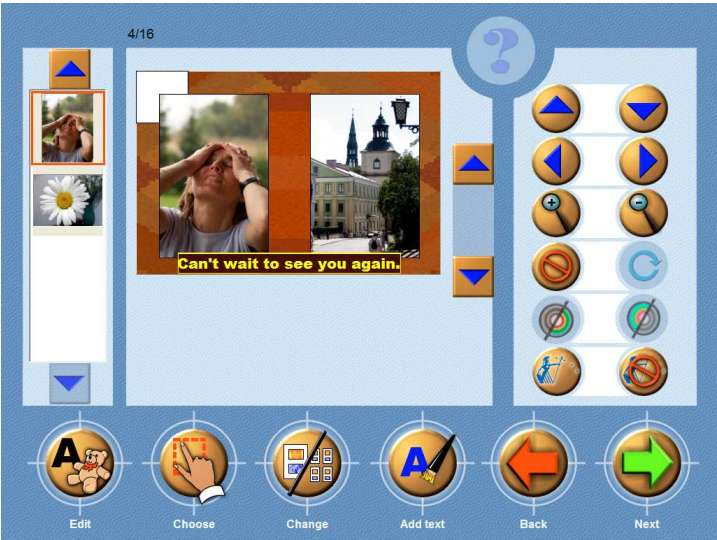 4/16
?
Can't wait to see you again.
A
A
Edit
Choose
Change
Add text
Back
Next